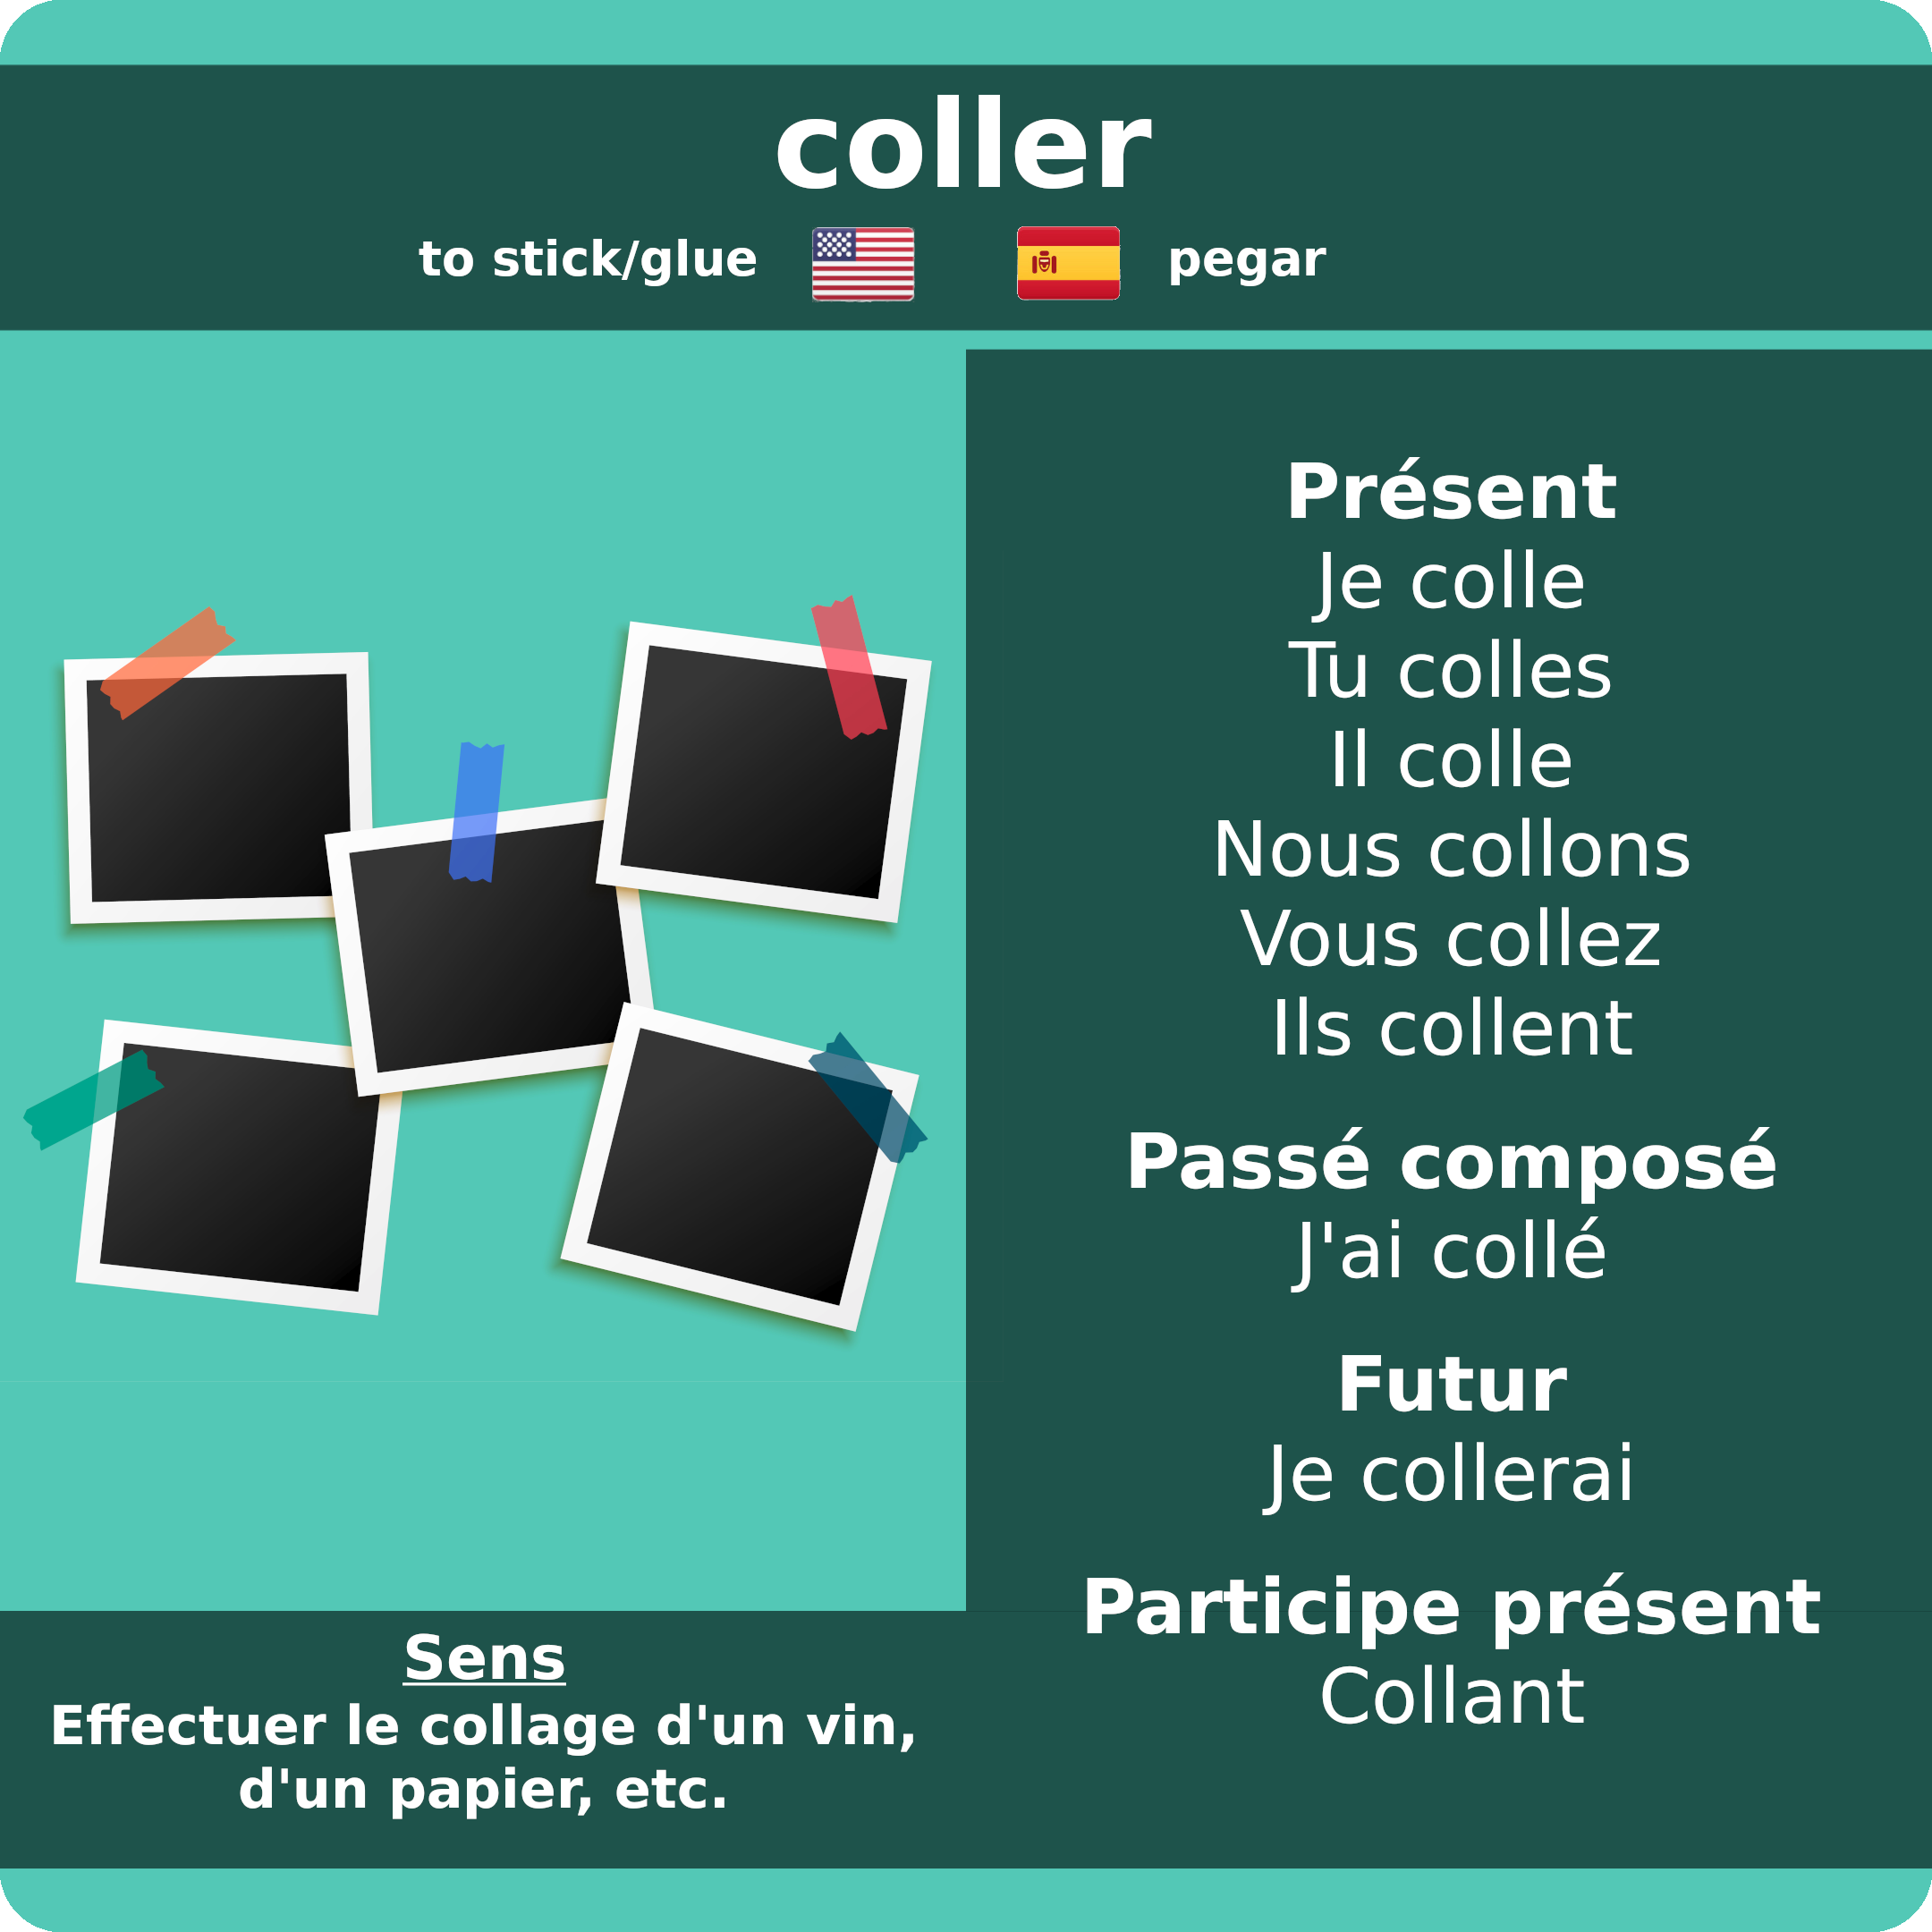 coller
to stick/glue pegar
Présent
Je colle
Tu colles
Il colle
Nous collons
Vous collez
Ils collent
Passé composé
J'ai collé
Futur
Je collerai
Participe présent
Collant
Sens
Effectuer le collage d'un vin,
d'un papier, etc.